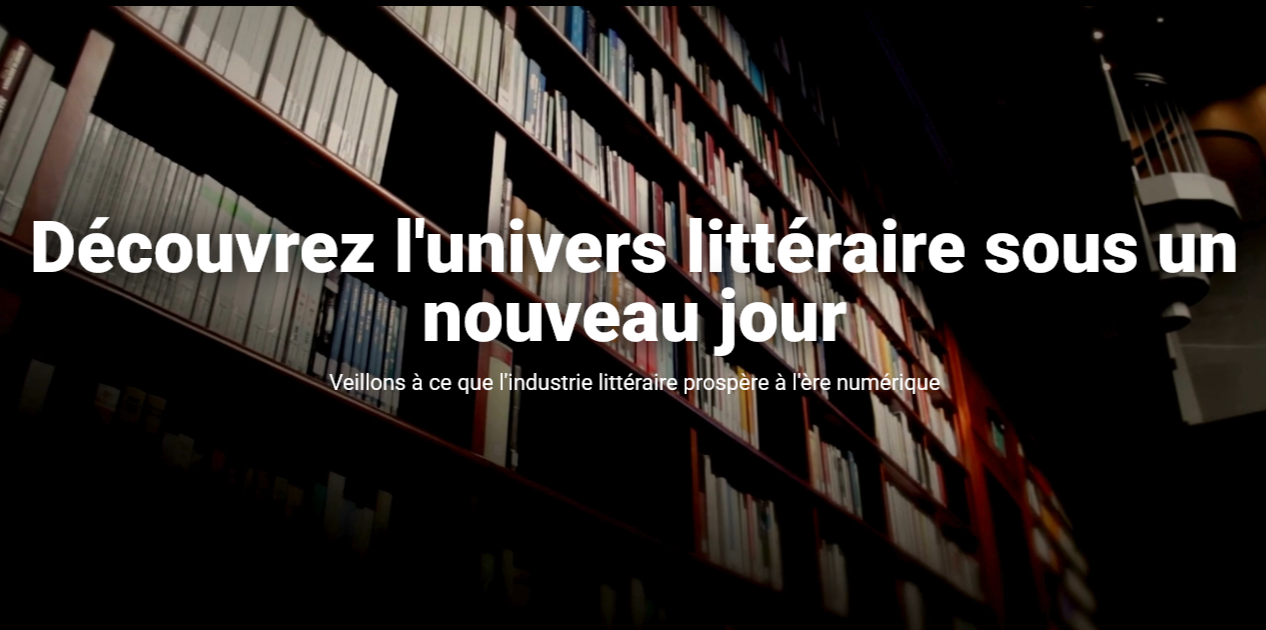 Découvrez l'univers littéraire sous un
nouveau jour
Veillons à ce que l'industrie littéraire prospère à l'ère numérique